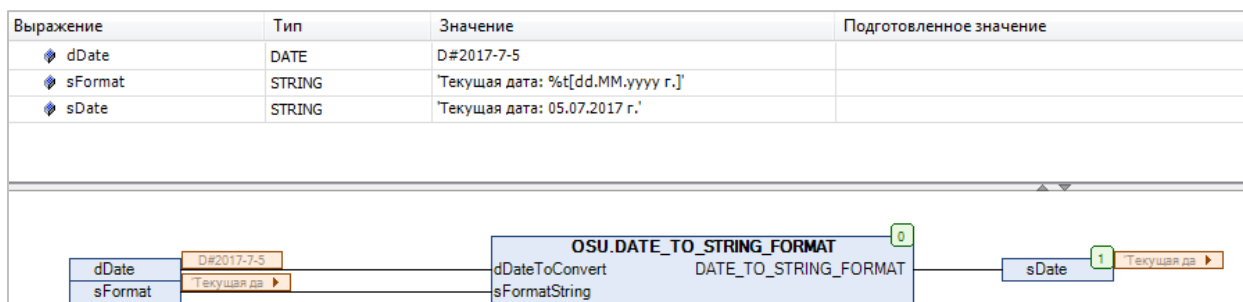 Выражение Тип Значение Подготовленное значение
dDate DATE D#2017-7-5
sFormat STRING 'Текущая дата: %t[dd.MM.yyyy г.]'
sDate STRING 'Текущая дата: 05.07.2017 г.'
0
OSU.DATE_TO_STRING_FORMAT
dDate D#2017-7-5 dDateToConvert DATE_TO_STRING_FORMAT sDate 1 'Текущая да
sFormat 'Текущая да sFormatString